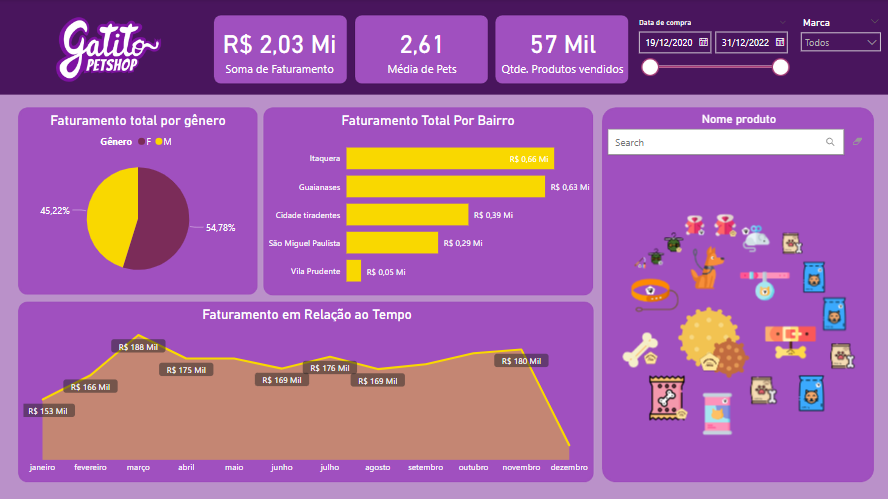 Gatito
PETSHOP
R$ 2,03 Mi
Soma de Faturamento
2,61
Média de Pets
57 Mil
Qtde. Produtos vendidos
Data de compra
19/12/2020
31/12/2022
Marca
Todos
Faturamento total por gênero
Gênero F M
45,22%
54,78%
Faturamento Total Por Bairro
Itaquera R$ 0,66 Mi
Guaianases R$ 0,63 Mi
Cidade tiradentes R$ 0,39 Mi
São Miguel Paulista R$ 0,29 Mi
Vila Prudente R$ 0,05 Mi
Nome produto
Search
Faturamento em Relação ao Tempo
R$ 153 Mil
R$ 166 Mil
R$ 188 Mil
R$ 175 Mil
R$ 169 Mil
R$ 176 Mil
R$ 169 Mil
R$ 180 Mil
janeiro fevereiro março abril maio junho julho agosto setembro outubro novembro dezembro